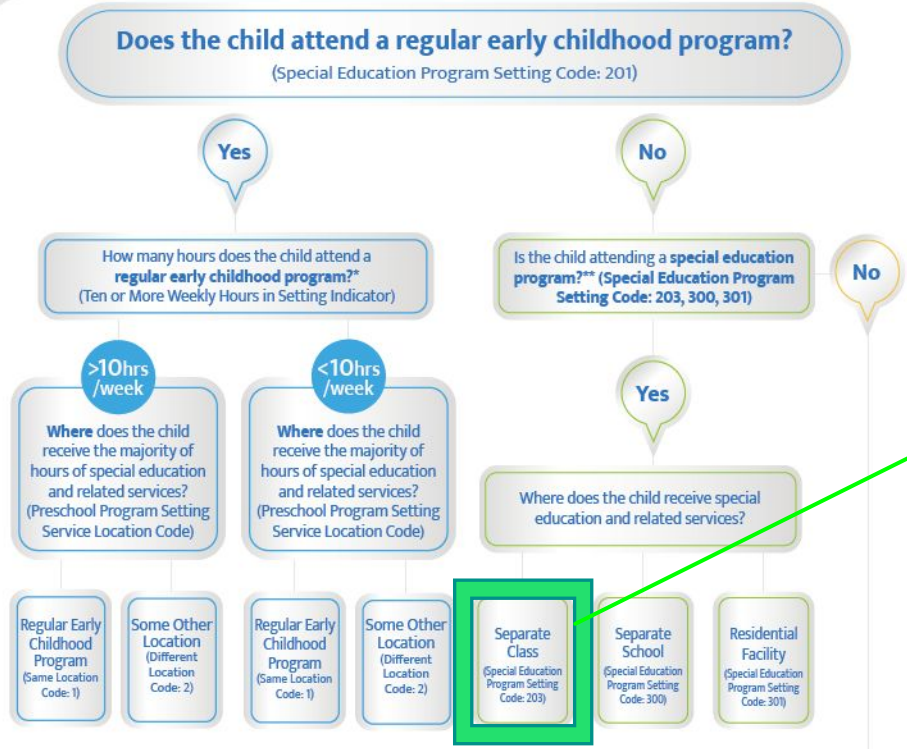 Does the child attend a regular early childhood program?
(Special Education Program Setting Code: 201)
Yes
No
How many hours does the child attend a
regular early childhood program?*
(Ten or More Weekly Hours in Setting Indicator)
Is the child attending a special education
program?** (Special Education Program
Setting Code: 203, 300, 301)
No
>10hrs
/week
Where does the child
receive the majority of
hours of special education
and related services?
(Preschool Program Setting
Service Location Code)
<10hrs
/week
Where does the child
receive the majority of
hours of special education
and related services?
(Preschool Program Setting
Service Location Code)
Yes
Where does the child receive special
education and related services?
Regular Early
Childhood
Program
(Same Location
Code: 1)
Some Other
Location
(Different
Location
Code: 2)
Regular Early
Childhood
Program
(Same Location
Code: 1)
Some Other
Location
(Different
Location
Code: 2)
Separate
Class
(Special Education
Program Setting
Code: 203)
Separate
School
(Special Education
Program Setting
Code: 300)
Residential
Facility
(Special Education
Program Setting
Code: 301)